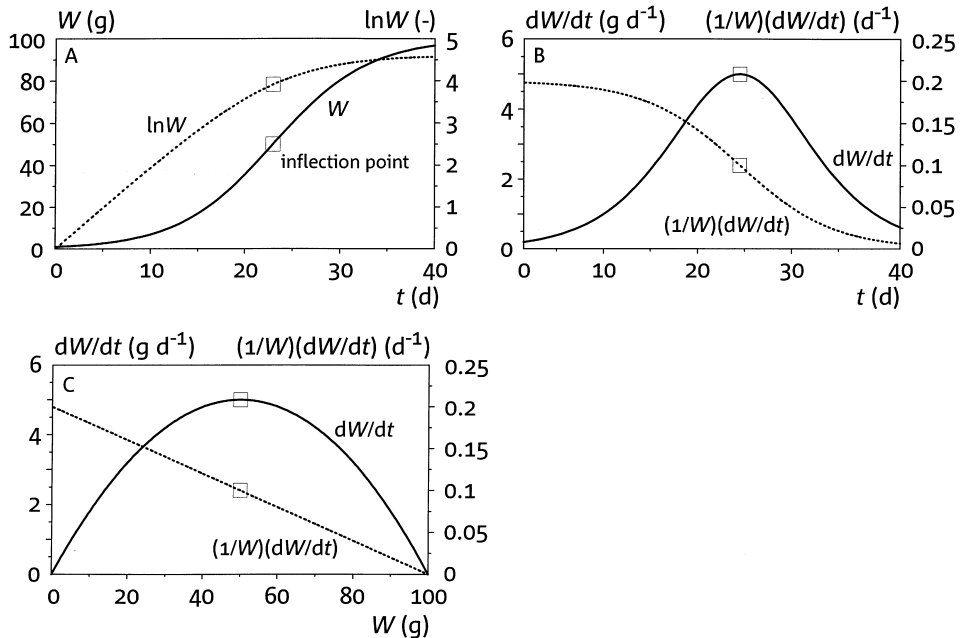 W (g) lnW (-)
100 5
A
80 4
lnW W
60 3
inflection point
40 2
20 1
0 0
0 10 20 30 40
t (d)
dW/dt (g d⁻¹) (1/W)(dW/dt) (d⁻¹)
6 0.25
B
0.2
4
0.15
dW/dt
0.1
2
(1/W)(dW/dt) 0.05
0 0
0 10 20 30 40
t (d)
dW/dt (g d⁻¹) (1/W)(dW/dt) (d⁻¹)
6 0.25
C
0.2
4
dW/dt
0.15
0.1
2
(1/W)(dW/dt) 0.05
0 0
0 20 40 60 80 100
W (g)